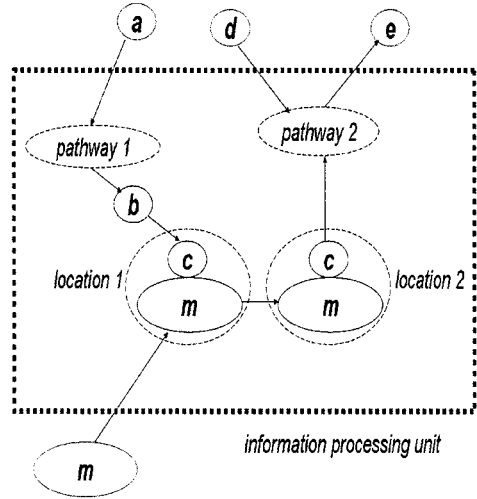 a
d
e
pathway 1
pathway 2
b
location 1
c
c
location 2
m
m
information processing unit
m